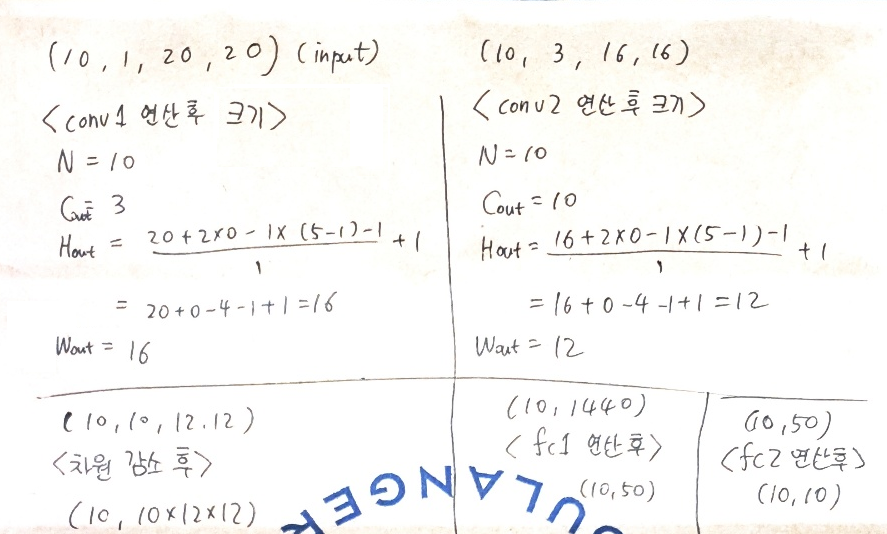 (10, 1, 20, 20) (input)
<conv1 연산 후 크기>
N = 10
Cout = 3
Hout = 20+2×0-1×(5-1)-1 / 1 + 1
= 20+0-4-1+1=16
Wout = 16
(10, 3, 16, 16)
<conv2 연산 후 크기>
N = 10
Cout = 10
Hout = 16+2×0-1×(5-1)-1 / 1 + 1
= 16+0-4-1+1=12
Wout = 12
(10, 10, 12.12)
<차원 감소 후>
(10, 10×12×12)
(10, 1440)
<fc1 연산 후>
(10, 50)
(10, 50)
<fc2 연산 후>
(10, 10)
OULANGER